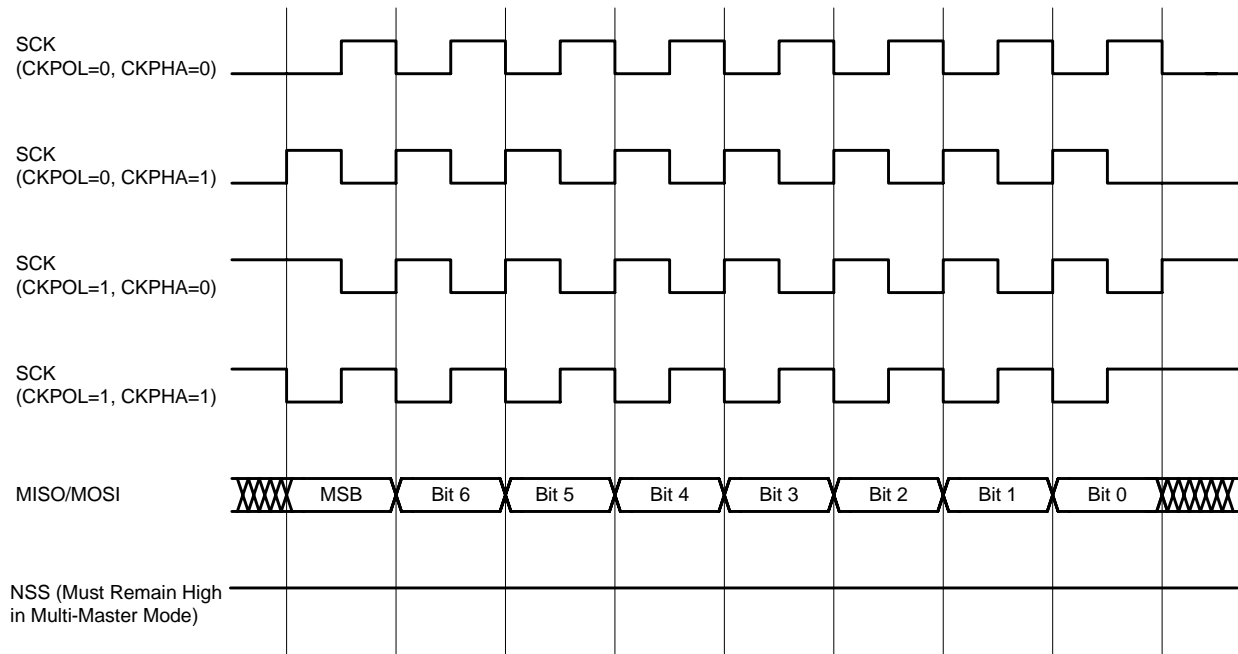 SCK
(CKPOL=0, CKPHA=0)
SCK
(CKPOL=0, CKPHA=1)
SCK
(CKPOL=1, CKPHA=0)
SCK
(CKPOL=1, CKPHA=1)
MISO/MOSI
MSB Bit 6 Bit 5 Bit 4 Bit 3 Bit 2 Bit 1 Bit 0
NSS (Must Remain High
in Multi-Master Mode)